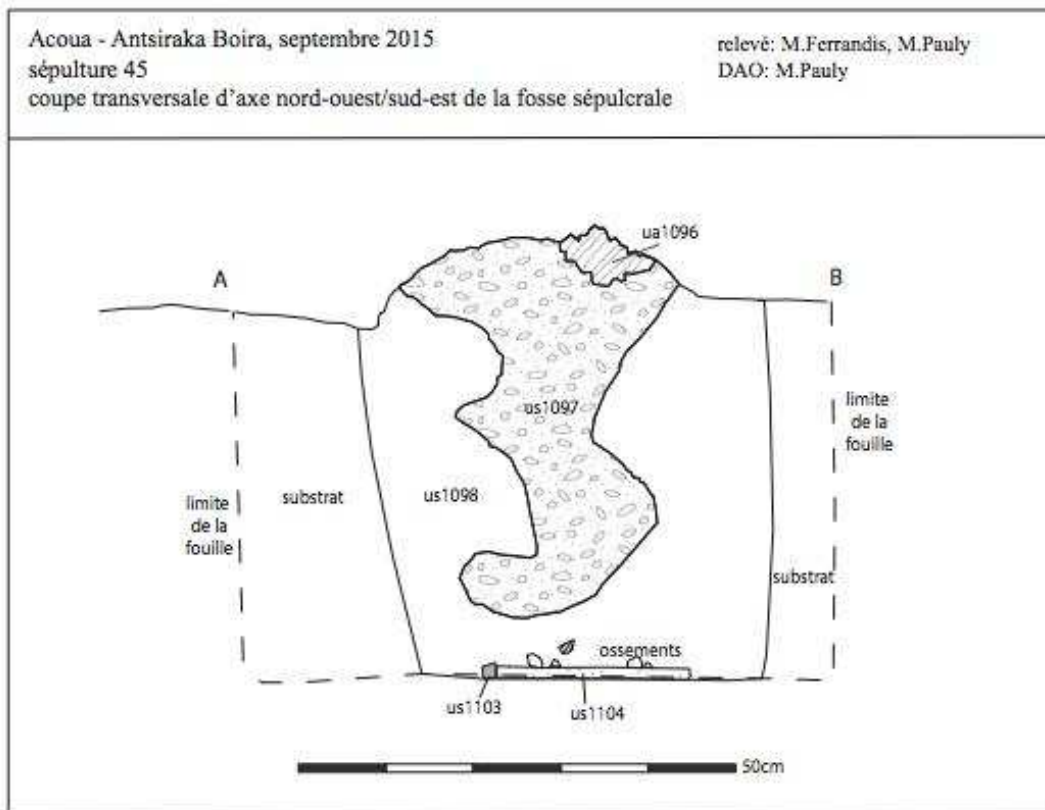 Acoua - Antsiraka Boira, septembre 2015
sépulture 45
coupe transversale d'axe nord-ouest/sud-est de la fosse sépulcrale
relevé: M.Ferrandis, M.Pauly
DAO: M.Pauly
ua1096
A
B
us1097
limite
de la
fouille
substrat
us1098
limite
de la
fouille
substrat
ossements
us1103
us1104
50cm